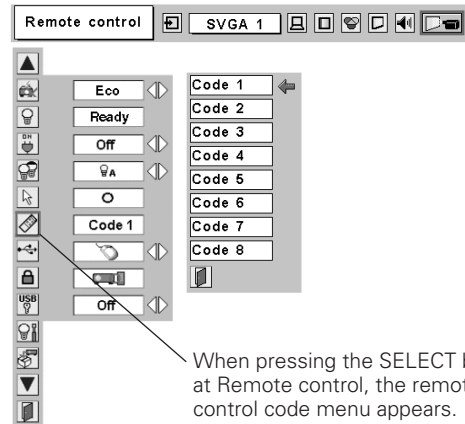 Remote control
SVGA 1
Eco
Ready
ON
Off
A
Code 1
USB
Off
Code 1
Code 2
Code 3
Code 4
Code 5
Code 6
Code 7
Code 8
When pressing the SELECT
at Remote control, the
control code menu appears.